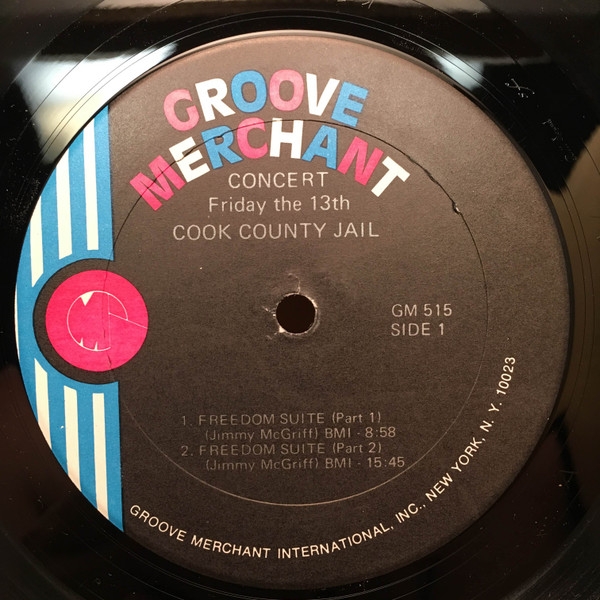 GROOVE
MERCHANT
CONCERT
Friday the 13th
COOK COUNTY JAIL
GM 515
SIDE 1
1. FREEDOM SUITE (Part 1)
(Jimmy McGriff) BMI - 8:58
2. FREEDOM SUITE (Part 2)
(Jimmy McGriff) BMI - 15:45
GROOVE MERCHANT INTERNATIONAL, INC., NEW YORK, N. Y. 10023